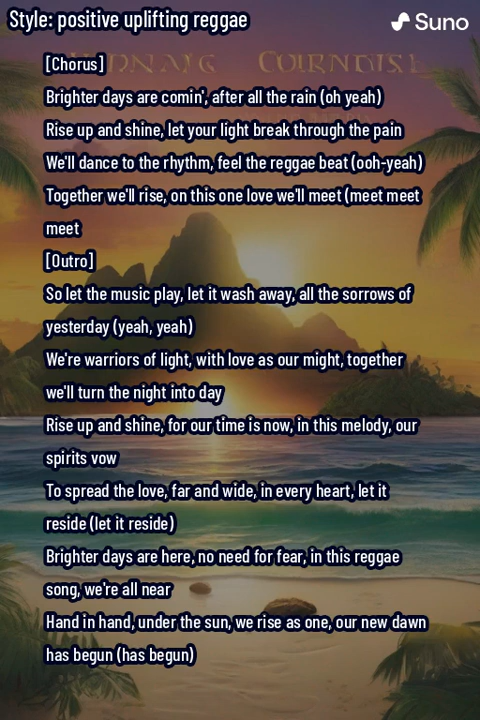 Style: positive uplifting reggae
Suno
[Chorus]
Brighter days are comin', after all the rain (oh yeah)
Rise up and shine, let your light break through the pain
We'll dance to the rhythm, feel the reggae beat (ooh-yeah)
Together we'll rise, on this one love we'll meet (meet meet
meet
[Outro]
So let the music play, let it wash away, all the sorrows of
yesterday (yeah, yeah)
We're warriors of light, with love as our might, together
we'll turn the night into day
Rise up and shine, for our time is now, in this melody, our
spirits vow
To spread the love, far and wide, in every heart, let it
reside (let it reside)
Brighter days are here, no need for fear, in this reggae
song, we're all near
Hand in hand, under the sun, we rise as one, our new dawn
has begun (has begun)